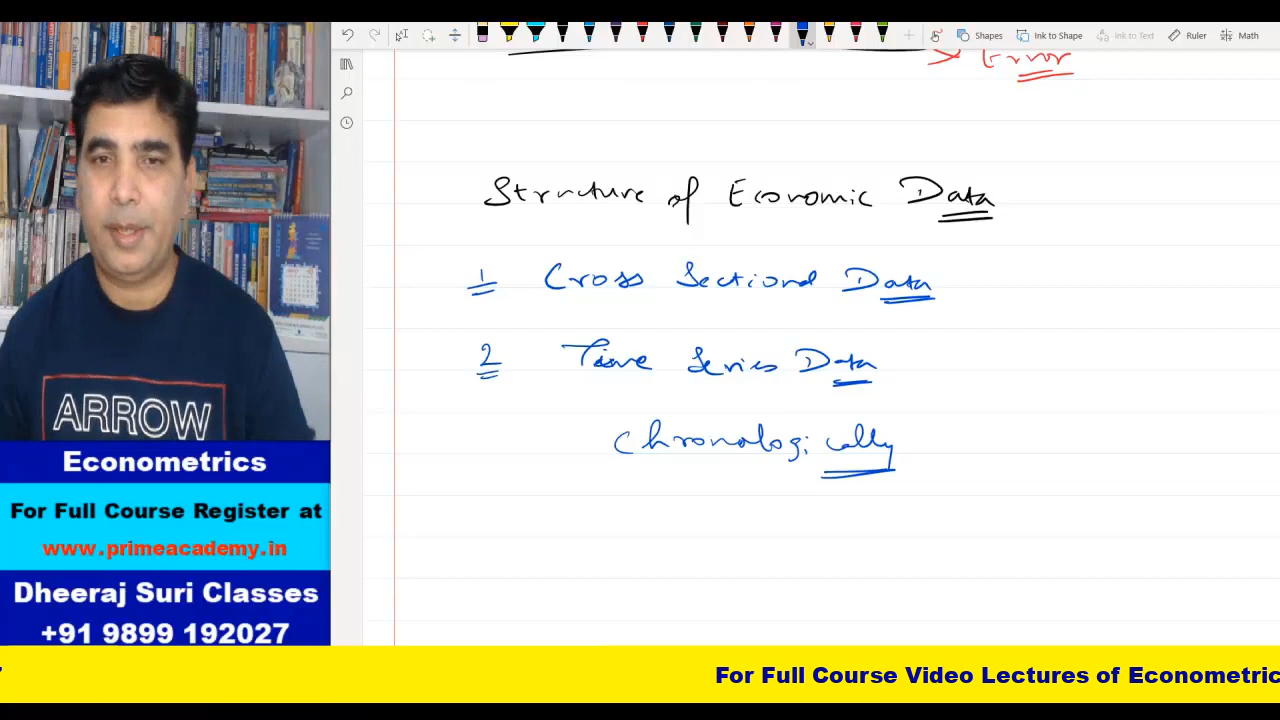 Shapes Ink to Shape Ink to Text Ruler Math
Error
Structure of Economic Data
1 Cross Sectional Data
2 Time Series Data
Chronologically
ARROW
Econometrics
For Full Course Register at
www.primeacademy.in
Dheeraj Suri Classes
+91 9899 192027
For Full Course Video Lectures of Econometric